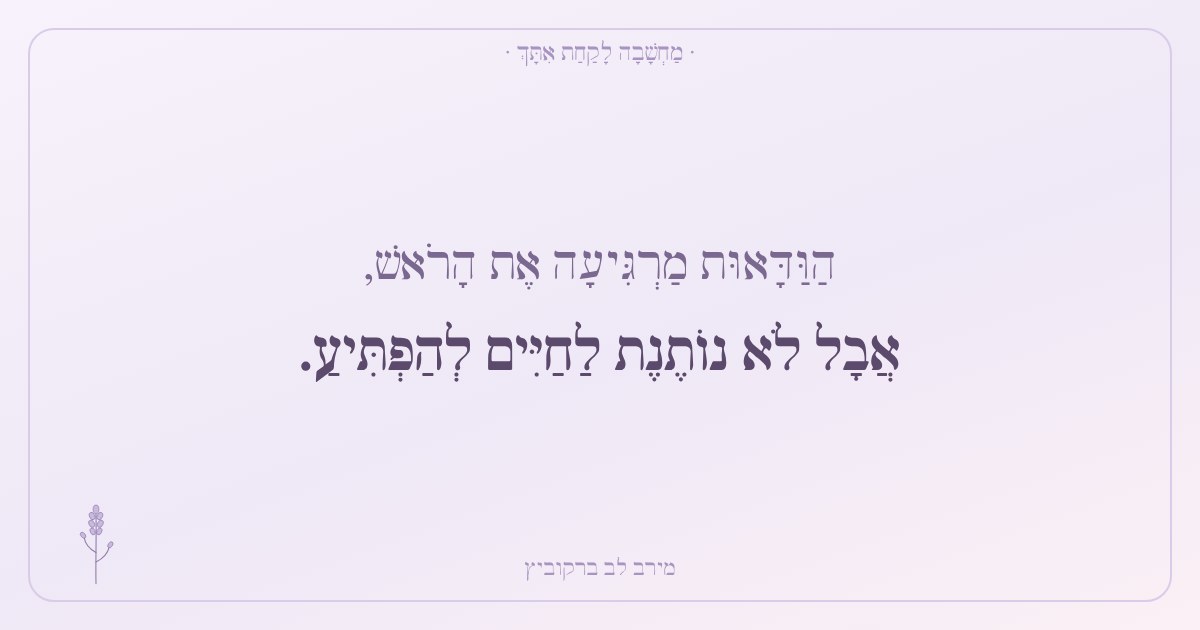 · מַחְשָׁבָה לָקַחַת אִתָּךְ ·
הַוַּדָּאוּת מַרְגִּיעָה אֶת הָרֹאשׁ,
אֲבָל לֹא נוֹתֶנֶת לַחַיִּים לְהַפְתִּיעַ.
מירב לב ברקוביץ